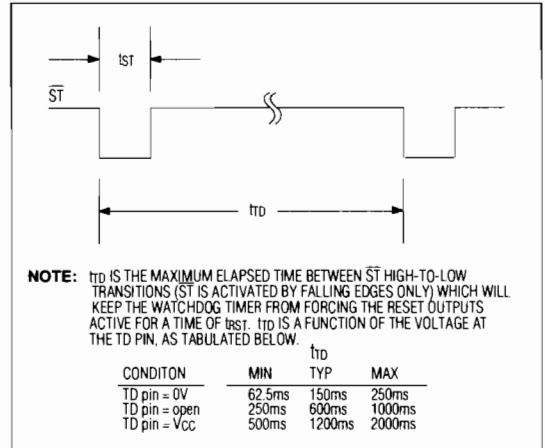 tST
ST
tTD
NOTE: tTD IS THE MAXIMUM ELAPSED TIME BETWEEN ST HIGH-TO-LOW
TRANSITIONS (ST IS ACTIVATED BY FALLING EDGES ONLY) WHICH WILL
KEEP THE WATCHDOG TIMER FROM FORCING THE RESET OUTPUTS
ACTIVE FOR A TIME OF tRST. tTD IS A FUNCTION OF THE VOLTAGE AT
THE TD PIN, AS TABULATED BELOW.
tTD
CONDITON MIN TYP MAX
TD pin = 0V 62.5ms 150ms 250ms
TD pin = open 250ms 600ms 1000ms
TD pin = VCC 500ms 1200ms 2000ms